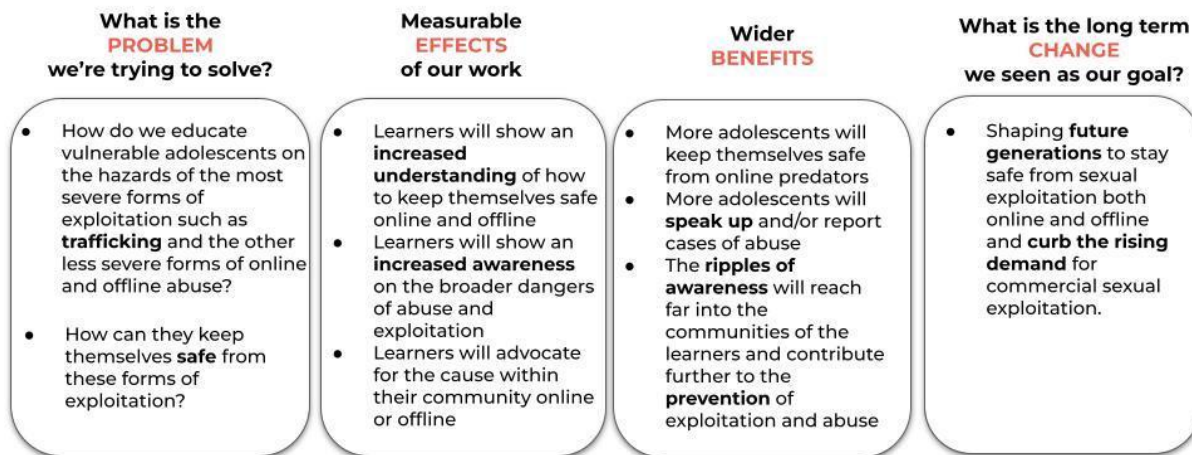 What is the
PROBLEM
we're trying to solve?
● How do we educate
vulnerable adolescents on
the hazards of the most
severe forms of
exploitation such as
trafficking and the other
less severe forms of online
and offline abuse?
● How can they keep
themselves safe from
these forms of
exploitation?
Measurable
EFFECTS
of our work
● Learners will show an
increased
understanding of how
to keep themselves safe
online and offline
● Learners will show an
increased awareness
on the broader dangers
of abuse and
exploitation
● Learners will advocate
for the cause within
their community online
or offline
Wider
BENEFITS
● More adolescents will
keep themselves safe
from online predators
● More adolescents will
speak up and/or report
cases of abuse
● The ripples of
awareness will reach
far into the
communities of the
learners and contribute
further to the
prevention of
exploitation and abuse
What is the long term
CHANGE
we seen as our goal?
● Shaping future
generations to stay
safe from sexual
exploitation both
online and offline
and curb the rising
demand for
commercial sexual
exploitation.